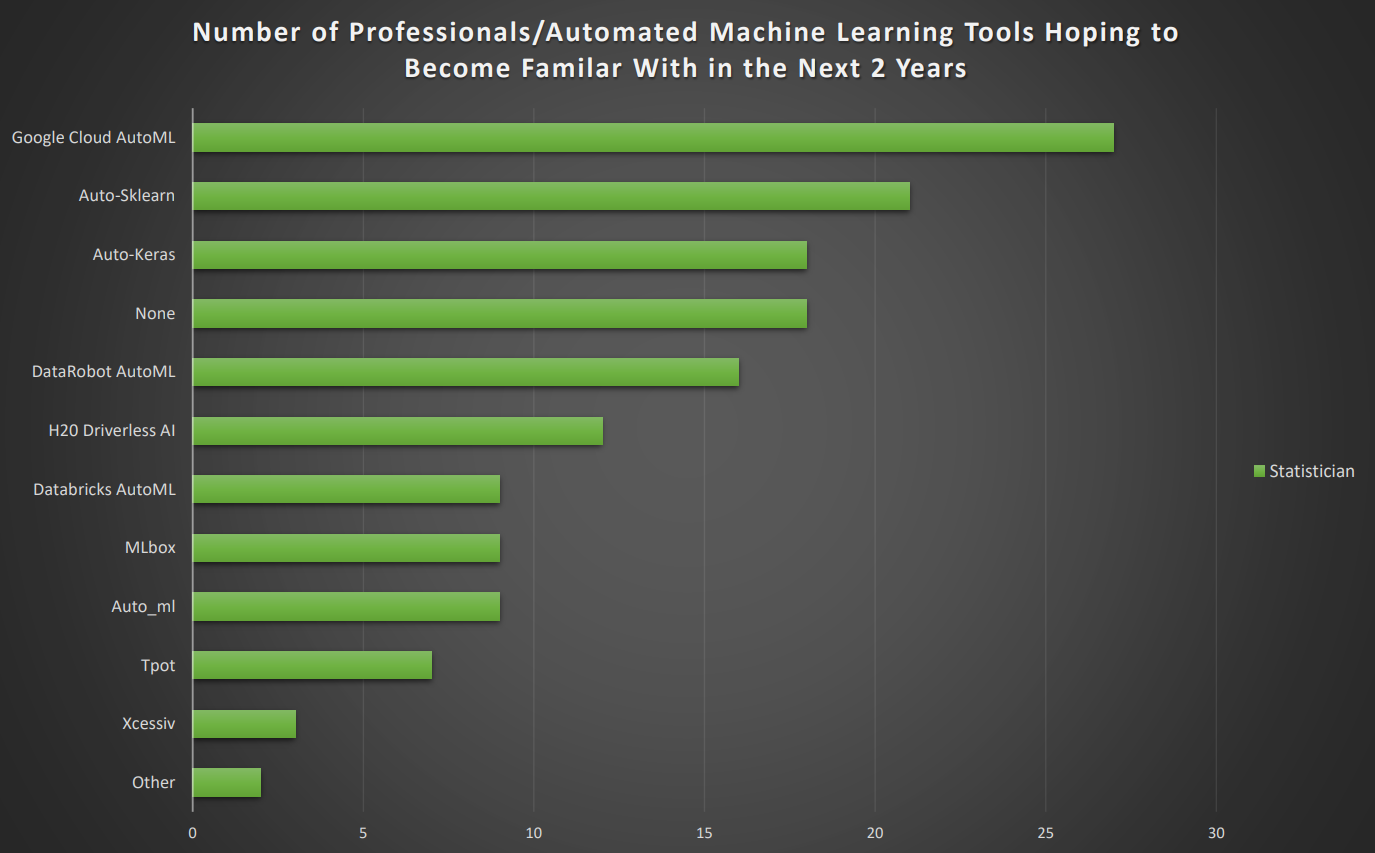 Number of Professionals/Automated Machine Learning Tools Hoping to
Become Familar With in the Next 2 Years
Google Cloud AutoML
Auto-Sklearn
Auto-Keras
None
DataRobot AutoML
H20 Driverless AI
Databricks AutoML
MLbox
Auto_ml
Tpot
Xcessiv
Other
0 5 10 15 20 25 30
Statistician